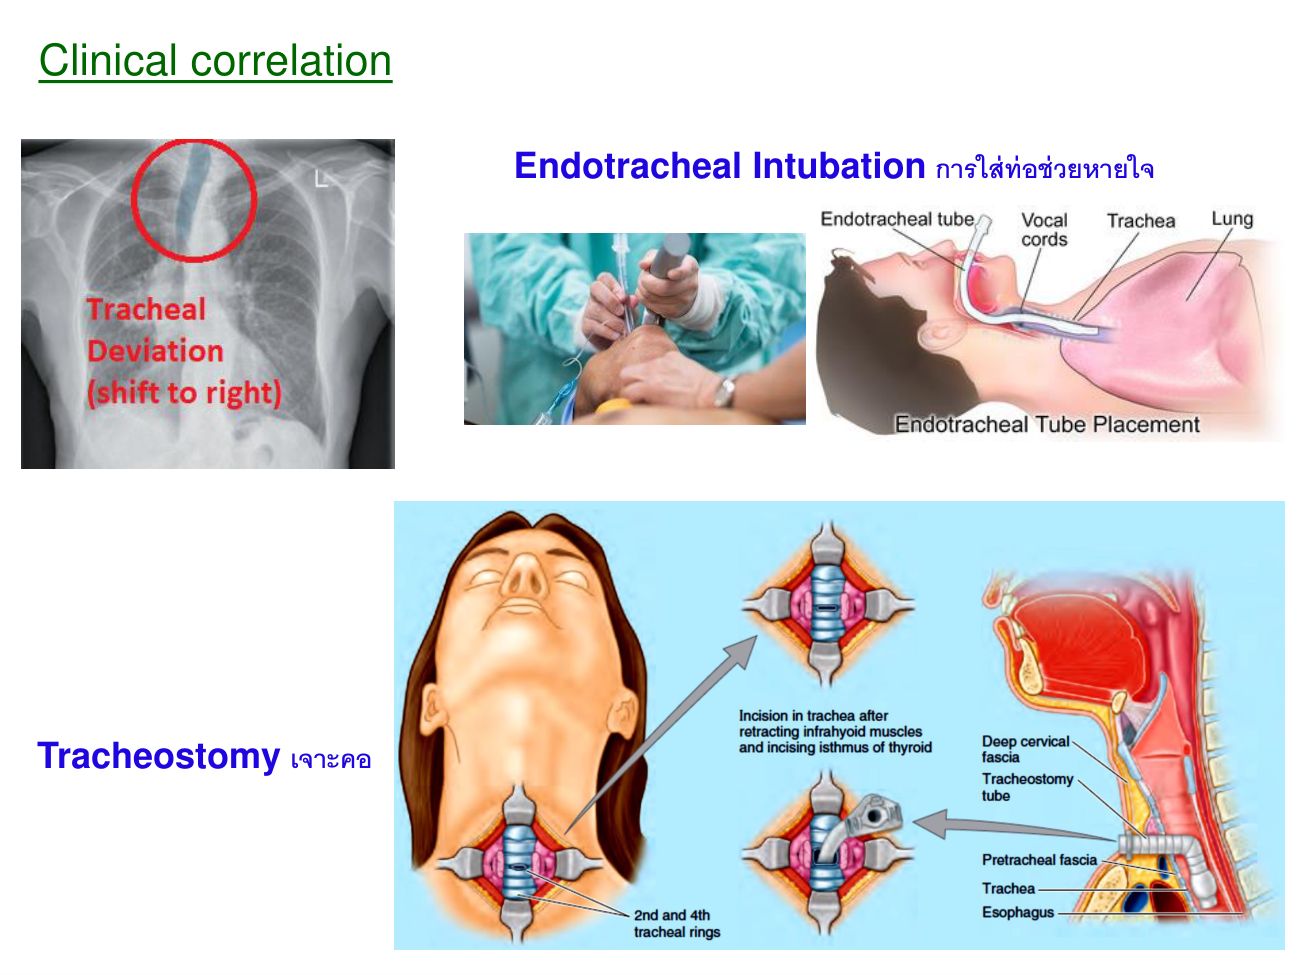 Clinical correlation
L
Tracheal
Deviation
(shift to right)
Endotracheal Intubation การใส่ท่อช่วยหายใจ
Endotracheal tube
Vocal
cords
Trachea
Lung
Endotracheal Tube Placement
Tracheostomy เจาะคอ
Incision in trachea after
retracting infrahyoid muscles
and incising isthmus of thyroid
2nd and 4th
tracheal rings
Deep cervical
fascia
Tracheostomy
tube
Pretracheal fascia
Trachea
Esophagus